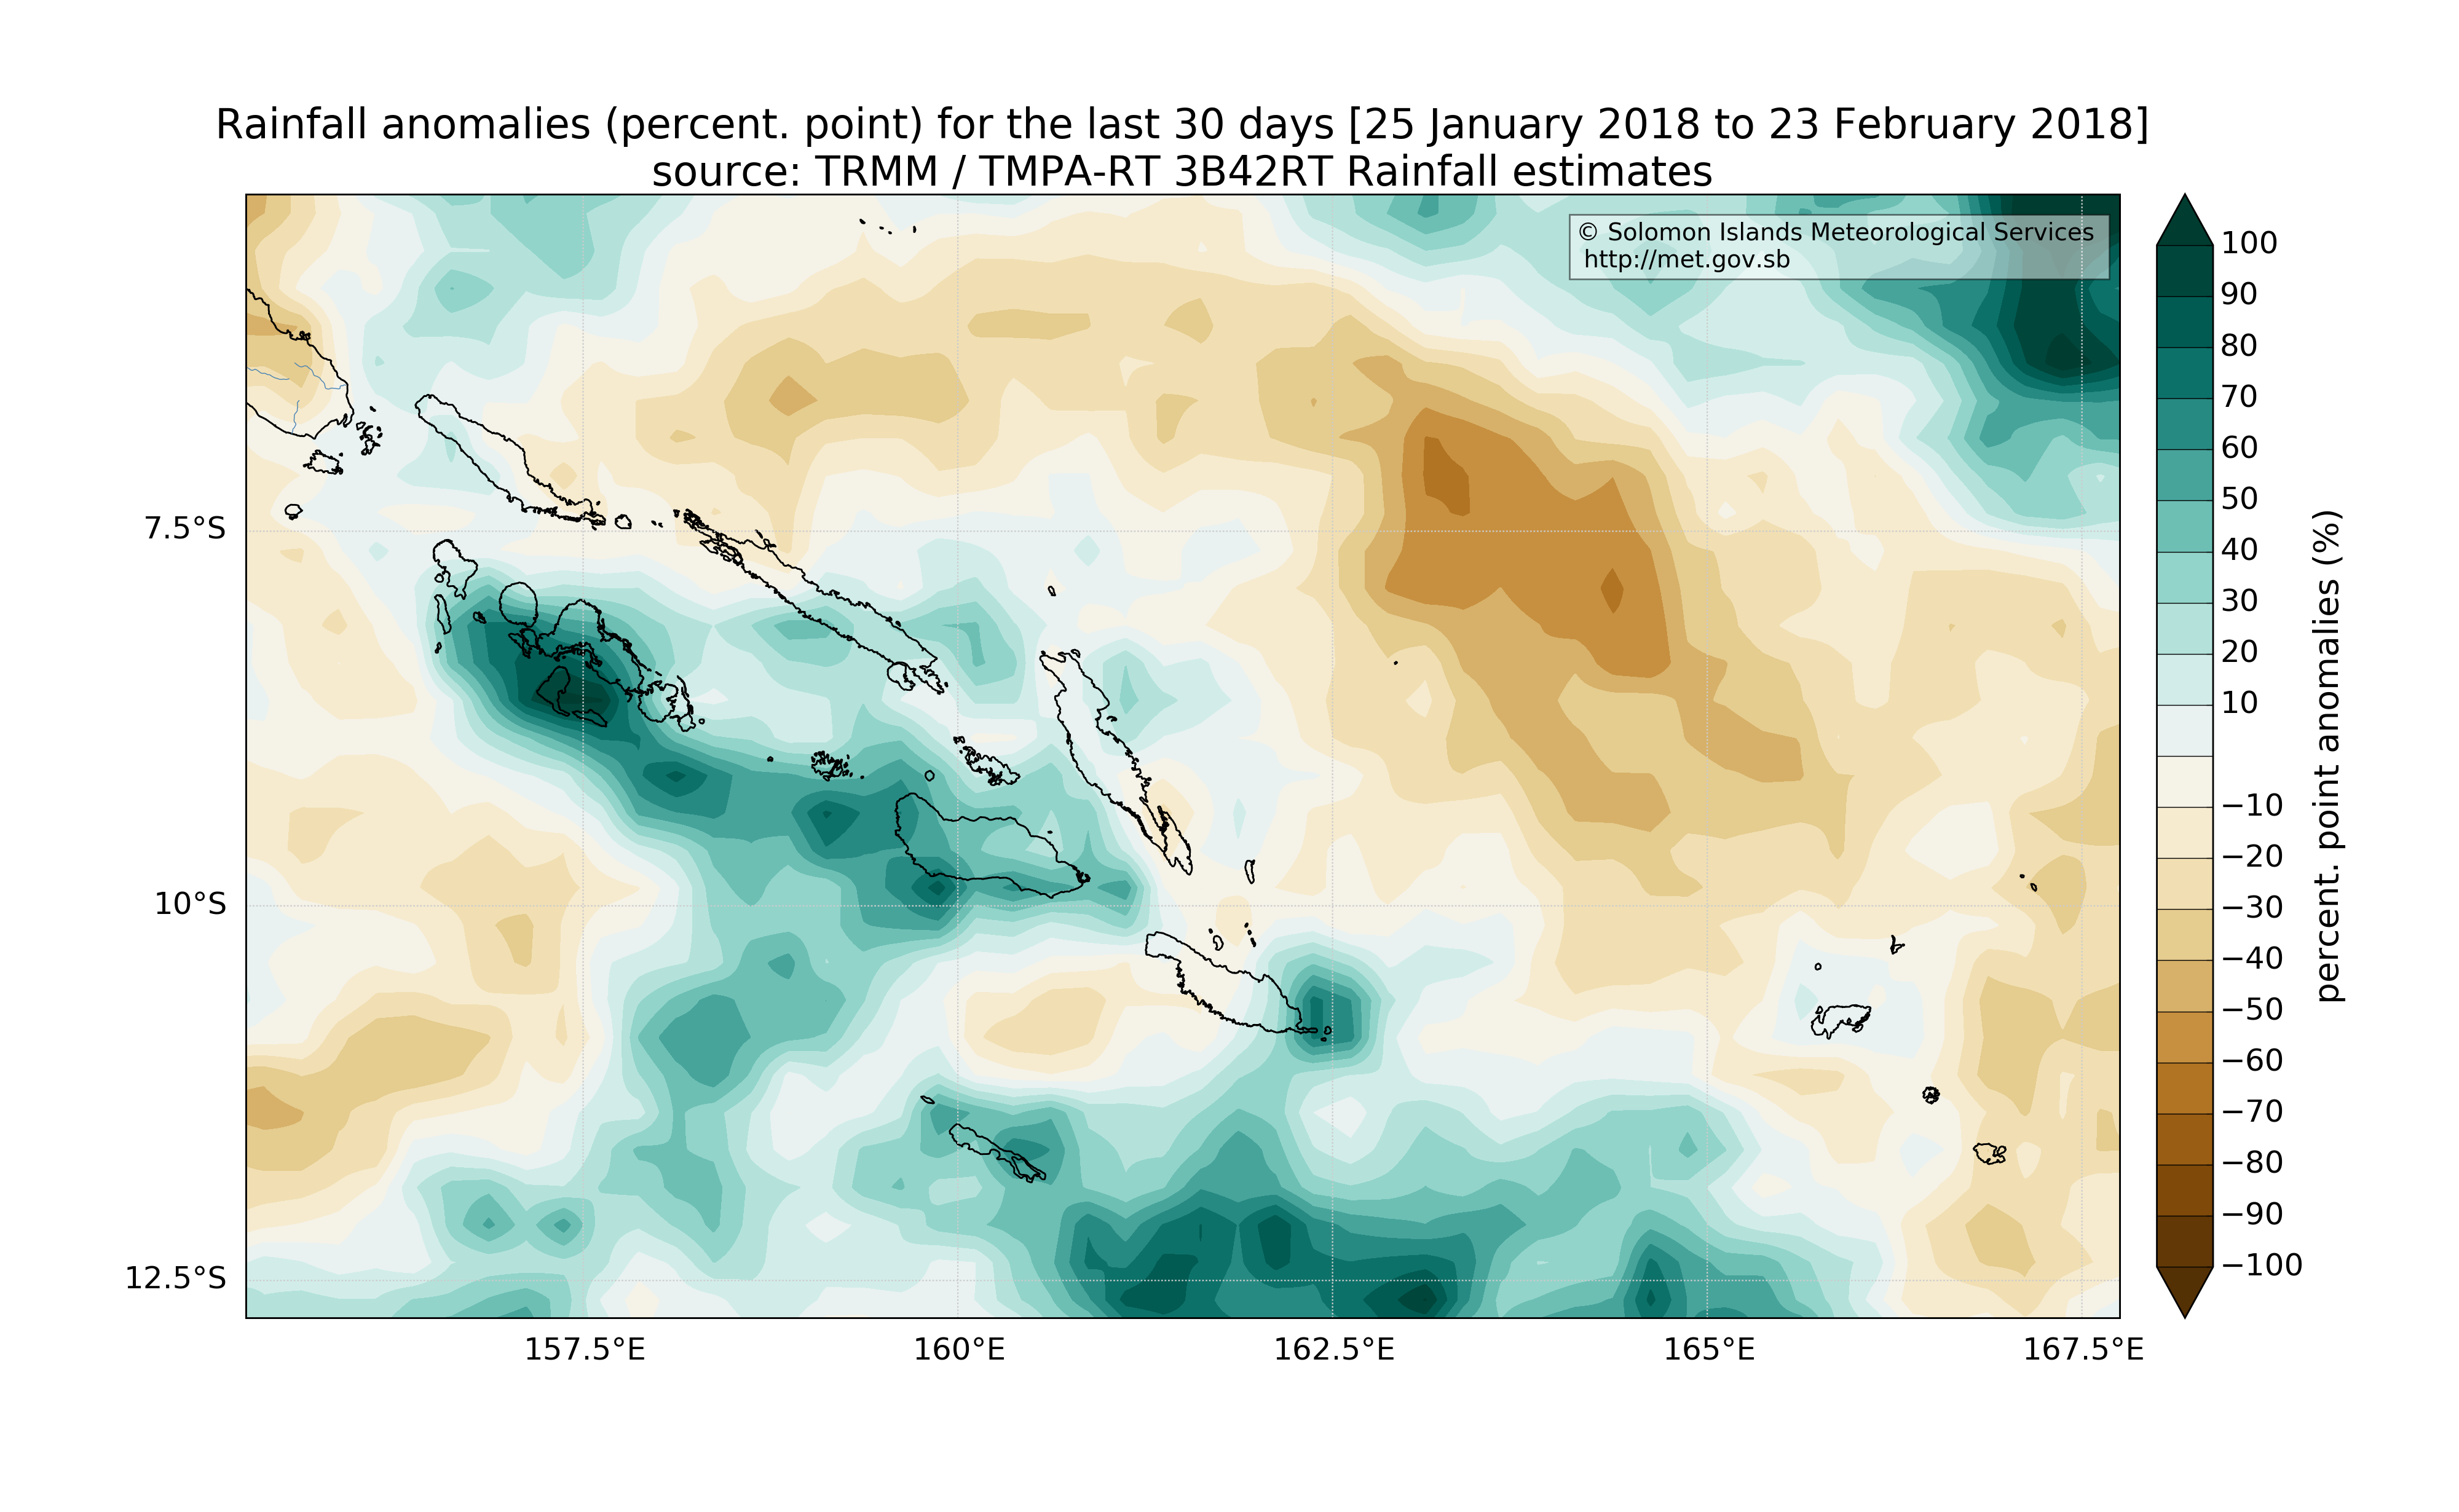 Rainfall anomalies (percent. point) for the last 30 days [25 January 2018 to 23 February 2018]
source: TRMM / TMPA-RT 3B42RT Rainfall estimates
© Solomon Islands Meteorological Services
http://met.gov.sb
7.5°S
10°S
12.5°S
157.5°E
160°E
162.5°E
165°E
167.5°E
100
90
80
70
60
50
40
30
20
10
−10
−20
−30
−40
−50
−60
−70
−80
−90
−100
percent. point anomalies (%)